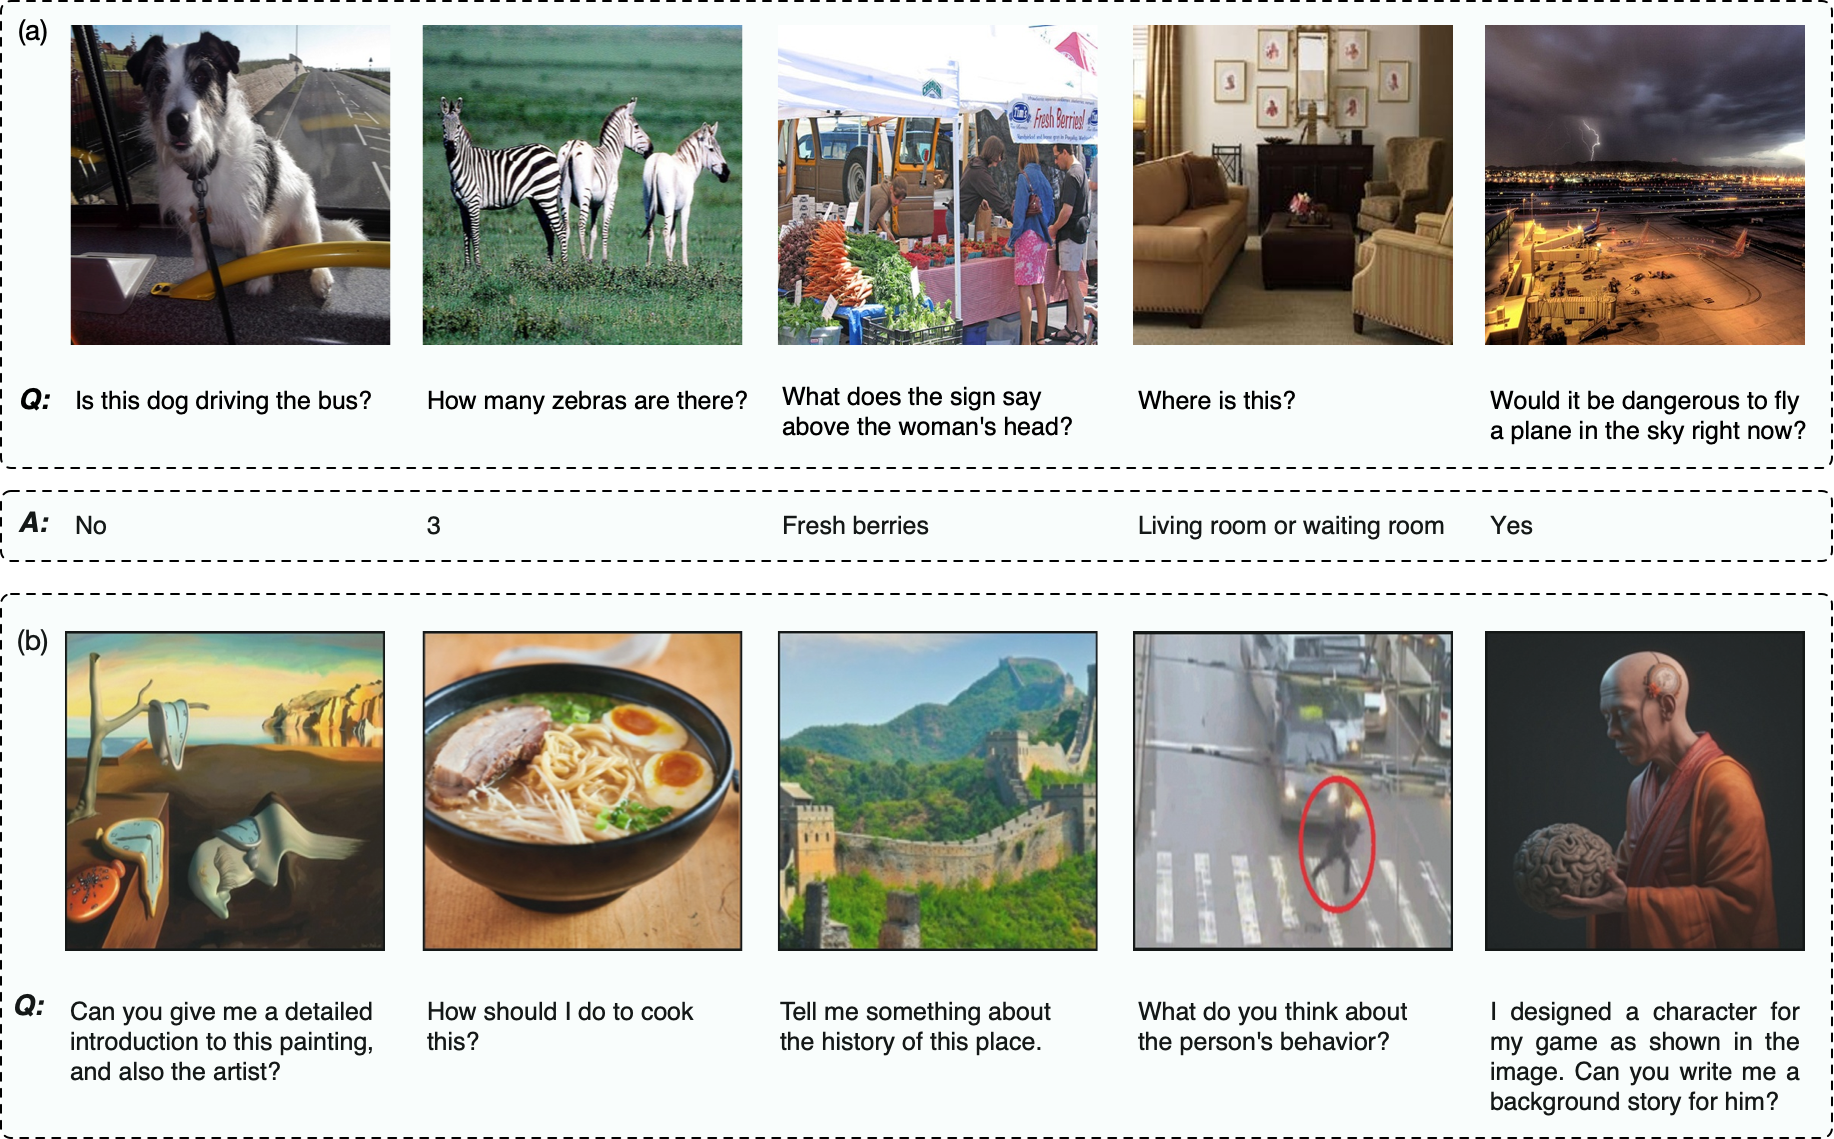 (a)
Fresh Berries!
Q: Is this dog driving the bus?
How many zebras are there?
What does the sign say
above the woman's head?
Where is this?
Would it be dangerous to fly
a plane in the sky right now?
A: No
3
Fresh berries
Living room or waiting room
Yes
(b)
Q: Can you give me a detailed
introduction to this painting,
and also the artist?
How should I do to cook
this?
Tell me something about
the history of this place.
What do you think about
the person's behavior?
I designed a character for
my game as shown in the
image. Can you write me a
background story for him?